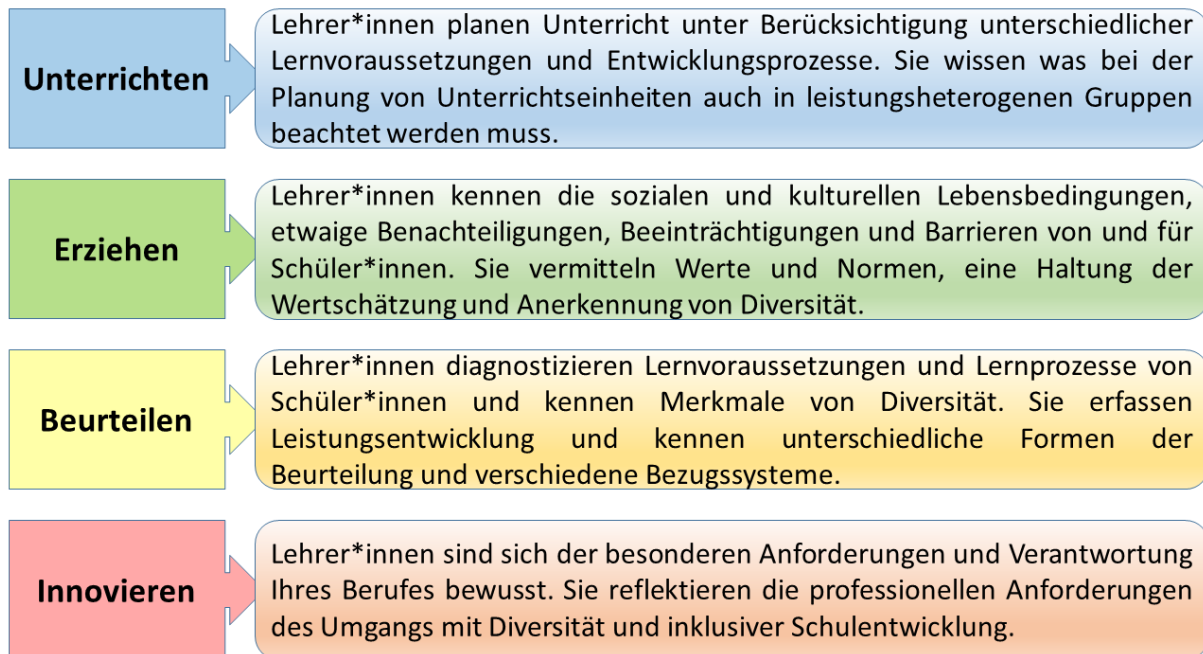 Unterrichten
Lehrer*innen planen Unterricht unter Berücksichtigung unterschiedlicher
Lernvoraussetzungen und Entwicklungsprozesse. Sie wissen was bei der
Planung von Unterrichtseinheiten auch in leistungsheterogenen Gruppen
beachtet werden muss.
Erziehen
Lehrer*innen kennen die sozialen und kulturellen Lebensbedingungen,
etwaige Benachteiligungen, Beeinträchtigungen und Barrieren von und für
Schüler*innen. Sie vermitteln Werte und Normen, eine Haltung der
Wertschätzung und Anerkennung von Diversität.
Beurteilen
Lehrer*innen diagnostizieren Lernvoraussetzungen und Lernprozesse von
Schüler*innen und kennen Merkmale von Diversität. Sie erfassen
Leistungsentwicklung und kennen unterschiedliche Formen der
Beurteilung und verschiedene Bezugssysteme.
Innovieren
Lehrer*innen sind sich der besonderen Anforderungen und Verantwortung
Ihres Berufes bewusst. Sie reflektieren die professionellen Anforderungen
des Umgangs mit Diversität und inklusiver Schulentwicklung.